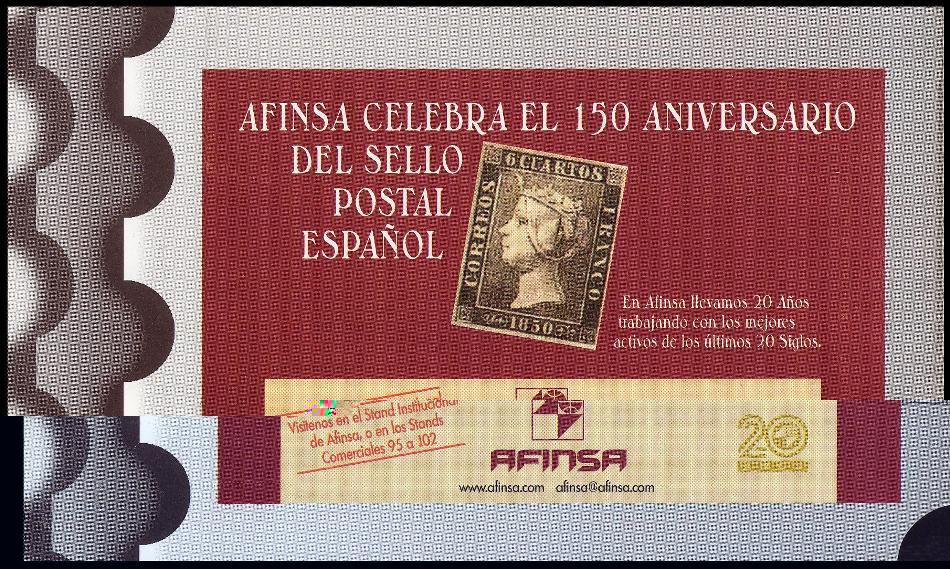 AFINSA CELEBRA EL 150 ANIVERSARIO
DEL SELLO
POSTAL
ESPAÑOL
6 CUARTOS
CORREOS
FRANCO
1850
En Afinsa llevamos 20 Años
trabajando con los mejores
activos de los últimos 20 Siglos.
Visítenos en el Stand Institucional
de Afinsa, o en los Stands
Comerciales 95 a 102
AFINSA
www.afinsa.com afinsa@afinsa.com
20